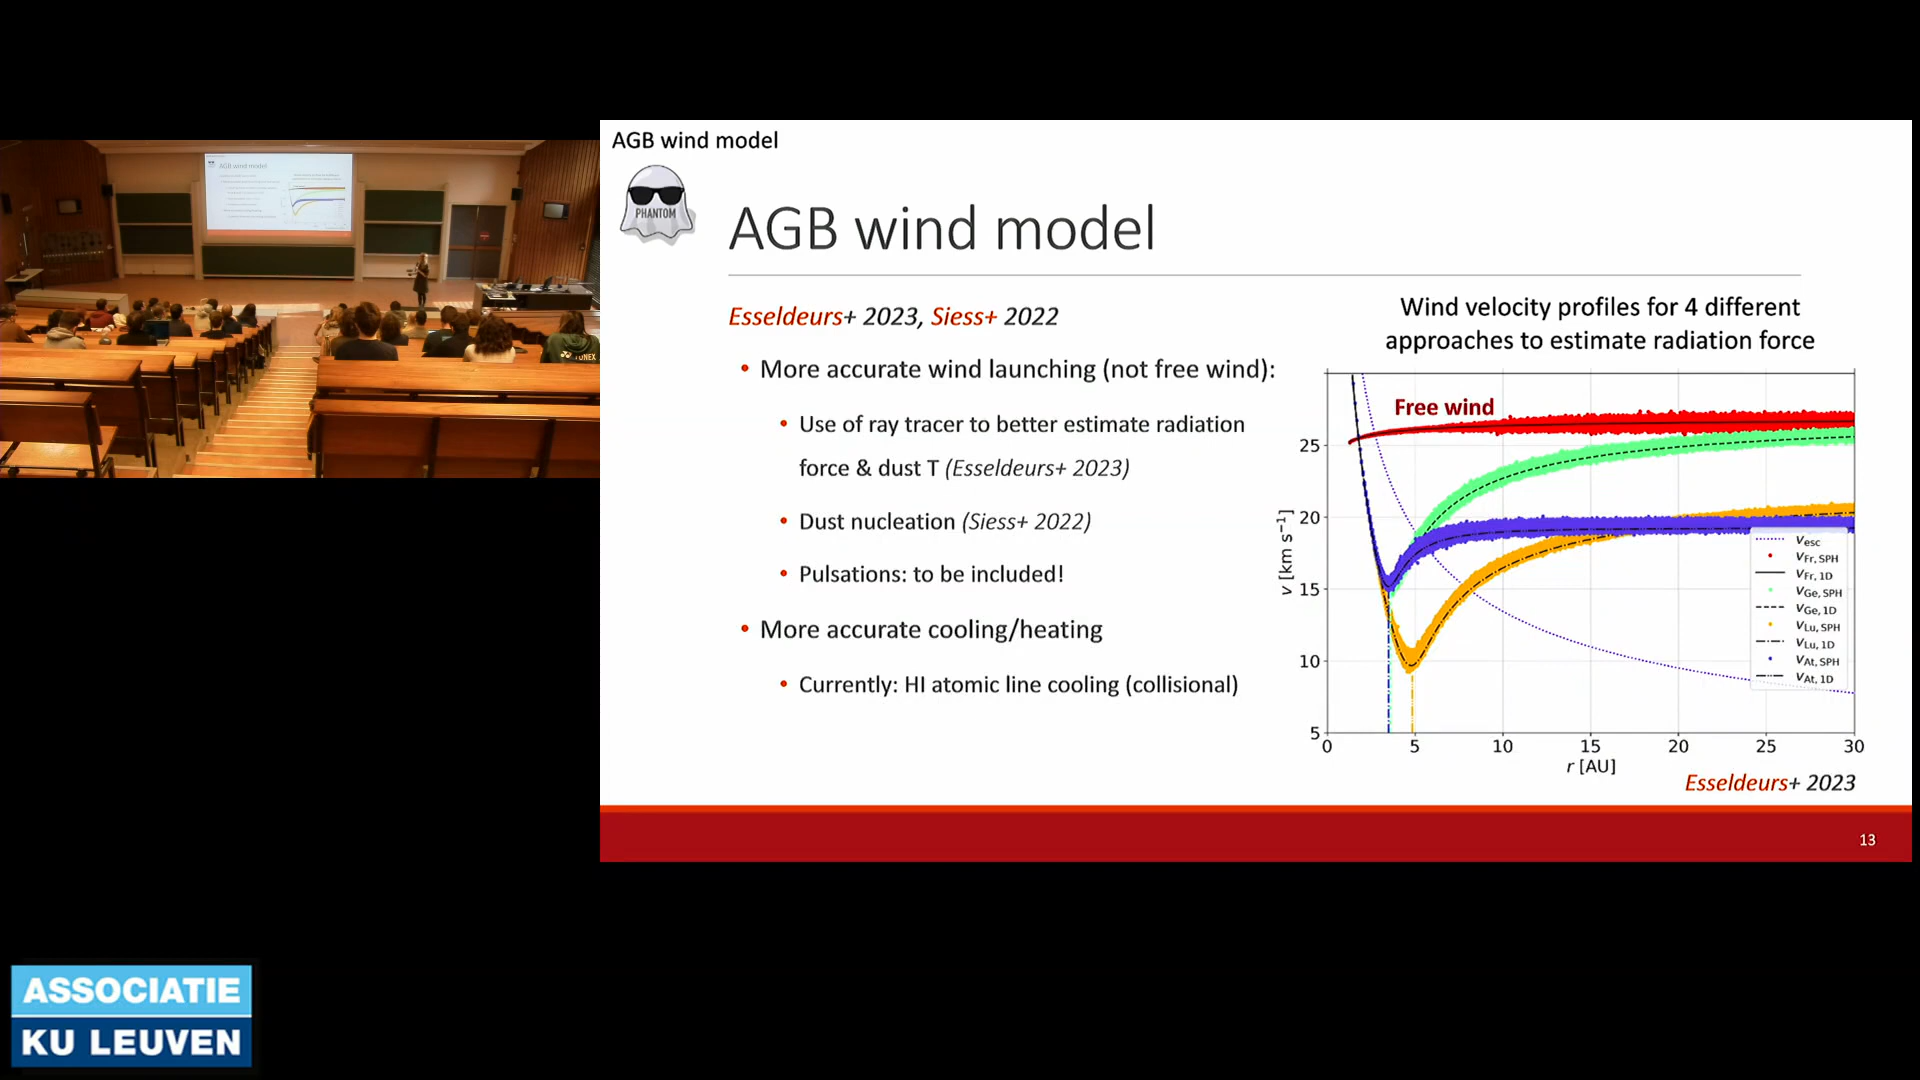 AGB wind model
PHANTOM
AGB wind model
Esseldeurs+ 2023, Siess+ 2022
• More accurate wind launching (not free wind):
• Use of ray tracer to better estimate radiation
force & dust T (Esseldeurs+ 2023)
• Dust nucleation (Siess+ 2022)
• Pulsations: to be included!
• More accurate cooling/heating
• Currently: HI atomic line cooling (collisional)
Wind velocity profiles for 4 different
approaches to estimate radiation force
Free wind
25
20
15
10
5
v [km s⁻¹]
0 5 10 15 20 25 30
r [AU]
v_esc
v_Fr, SPH
v_Fr, 1D
v_Ge, SPH
v_Ge, 1D
v_Lu, SPH
v_Lu, 1D
v_At, SPH
v_At, 1D
Esseldeurs+ 2023
13
AGB wind model
YONEX
ASSOCIATIE
KU LEUVEN